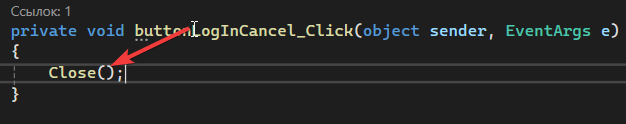 Ссылок: 1
private void buttonLogInCancel_Click(object sender, EventArgs e)
{
Close();
}